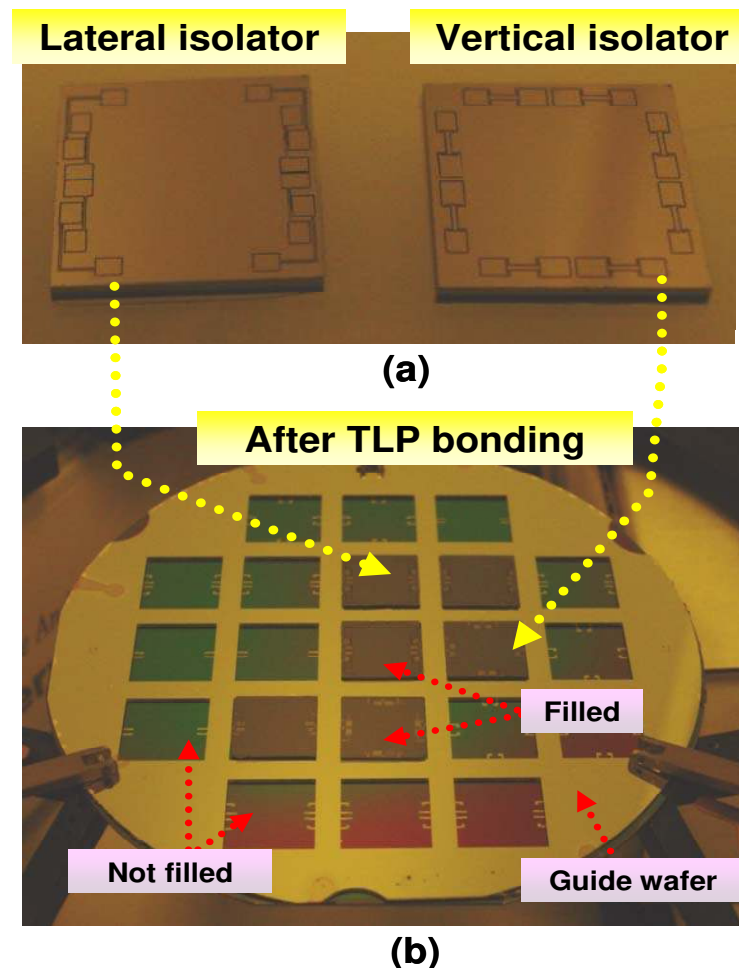 Lateral isolator
Vertical isolator
(a)
After TLP bonding
Filled
Not filled
Guide wafer
(b)